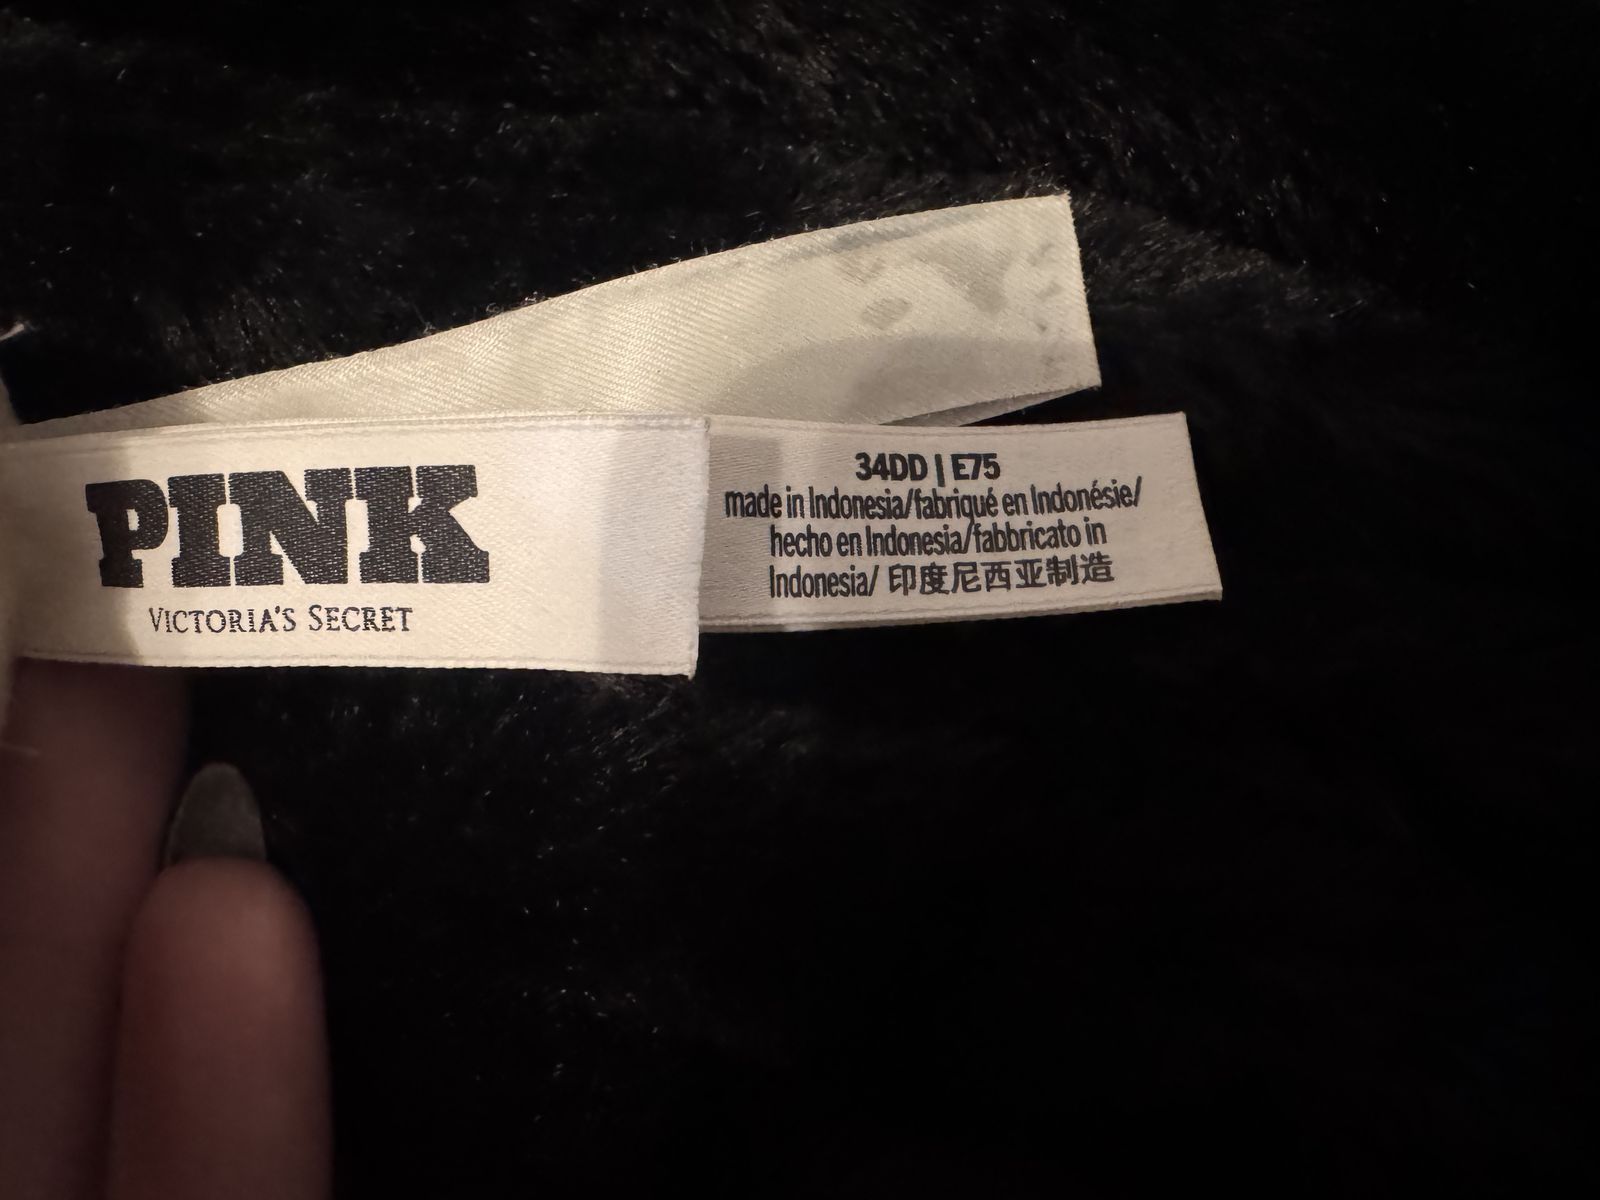 PINK
VICTORIA'S SECRET
34DD | E75
made in Indonesia/fabriqué en Indonésie/
hecho en Indonesia/fabbricato in
Indonesia/ 印度尼西亚制造